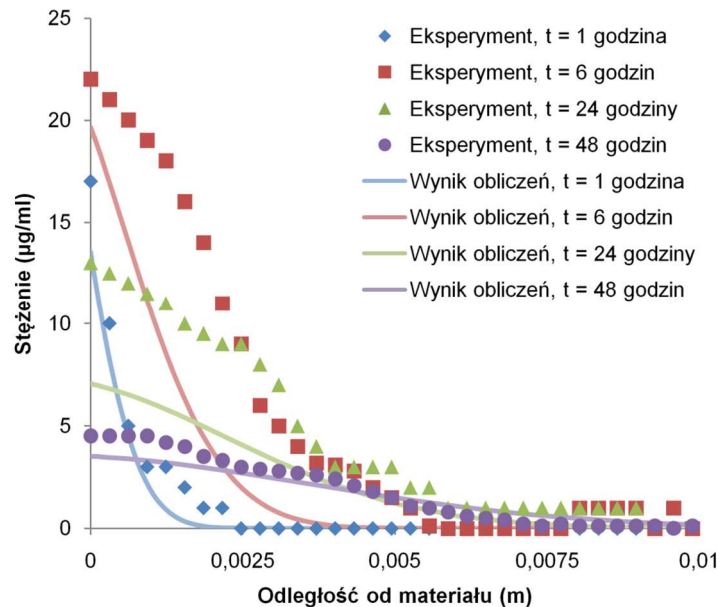 25
20
15
10
5
0
Stężenie (µg/ml)
Eksperyment, t = 1 godzina
Eksperyment, t = 6 godzin
Eksperyment, t = 24 godziny
Eksperyment, t = 48 godzin
Wynik obliczeń, t = 1 godzina
Wynik obliczeń, t = 6 godzin
Wynik obliczeń, t = 24 godziny
Wynik obliczeń, t = 48 godzin
0 0,0025 0,005 0,0075 0,01
Odległość od materiału (m)